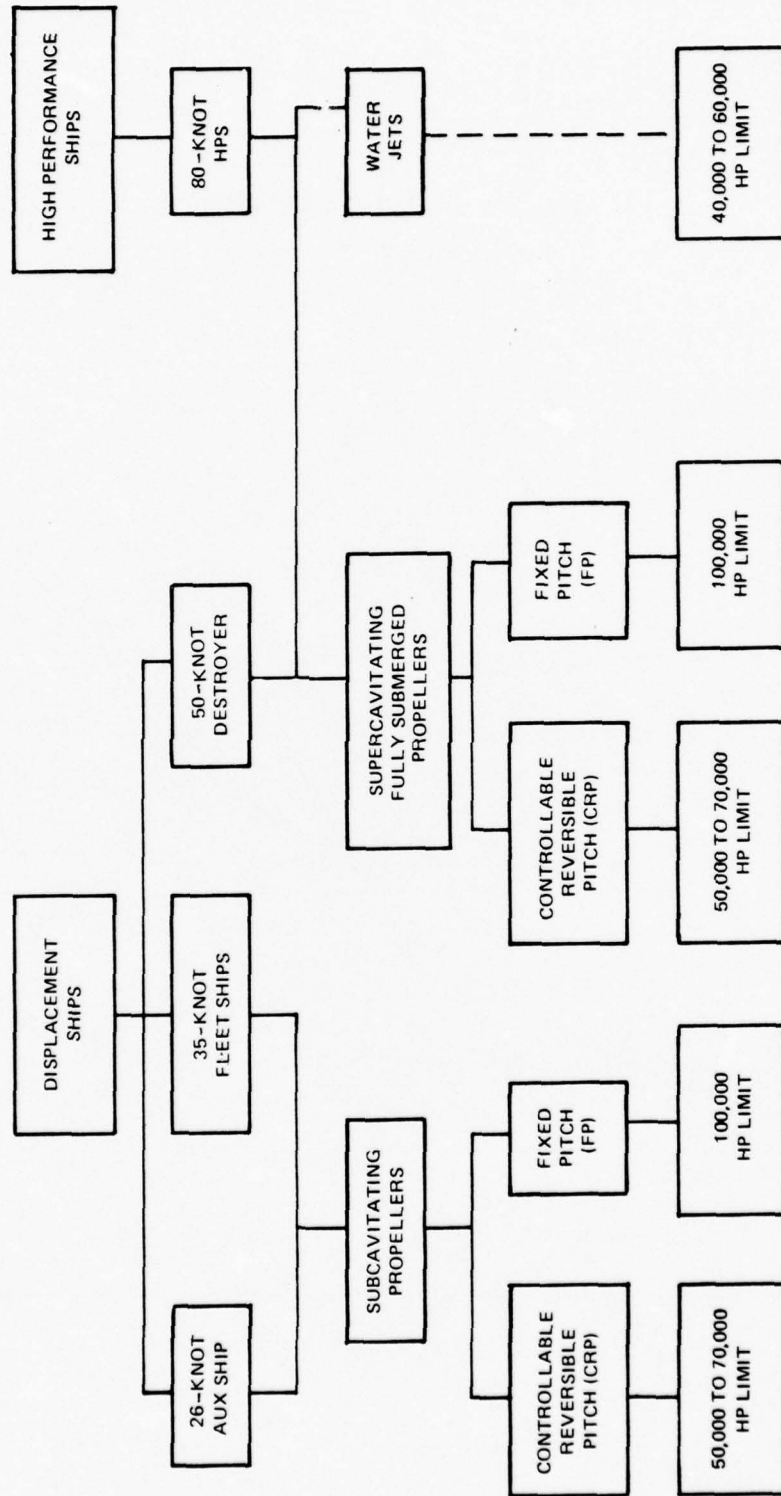 DISPLACEMENT
SHIPS
HIGH PERFORMANCE
SHIPS
26-KNOT
AUX SHIP
35-KNOT
FLEET SHIPS
50-KNOT
DESTROYER
80-KNOT
HPS
SUBCAVITATING
PROPELLERS
SUPERCAVITATING
FULLY SUBMERGED
PROPELLERS
WATER
JETS
CONTROLLABLE
REVERSIBLE
PITCH (CRP)
FIXED
PITCH
(FP)
CONTROLLABLE
REVERSIBLE
PITCH (CRP)
FIXED
PITCH
(FP)
50,000 TO 70,000
HP LIMIT
100,000
HP LIMIT
50,000 TO 70,000
HP LIMIT
100,000
HP LIMIT
40,000 TO 60,000
HP LIMIT